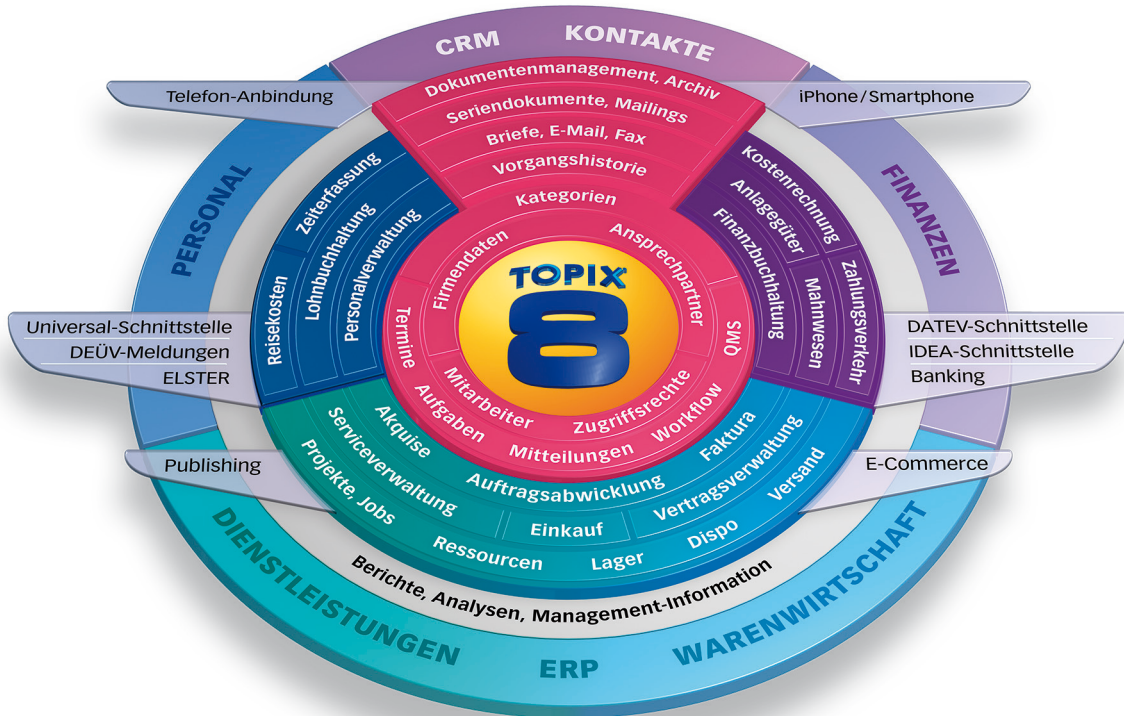 CRM KONTAKTE
Dokumentenmanagement, Archiv
Seriendokumente, Mailings
Briefe, E-Mail, Fax
Vorgangshistorie
Telefon-Anbindung
iPhone/Smartphone
PERSONAL
Zeiterfassung
Reisekosten
Lohnbuchhaltung
Personalverwaltung
FINANZEN
Kostenrechnung
Zahlungsverkehr
Anlagegüter
Mahnwesen
Finanzbuchhaltung
Kategorien
Firmendaten
Ansprechpartner
TOPIX
8
Termine
QMS
Mitarbeiter
Zugriffsrechte
Aufgaben
Mitteilungen
Workflow
Universal-Schnittstelle
DEÜV-Meldungen
ELSTER
DATEV-Schnittstelle
IDEA-Schnittstelle
Banking
Akquise
Auftragsabwicklung
Faktura
Serviceverwaltung
Einkauf
Vertragsverwaltung
Projekte, Jobs
Ressourcen
Lager
Dispo
Versand
Publishing
E-Commerce
Berichte, Analysen, Management-Information
DIENSTLEISTUNGEN
ERP
WARENWIRTSCHAFT